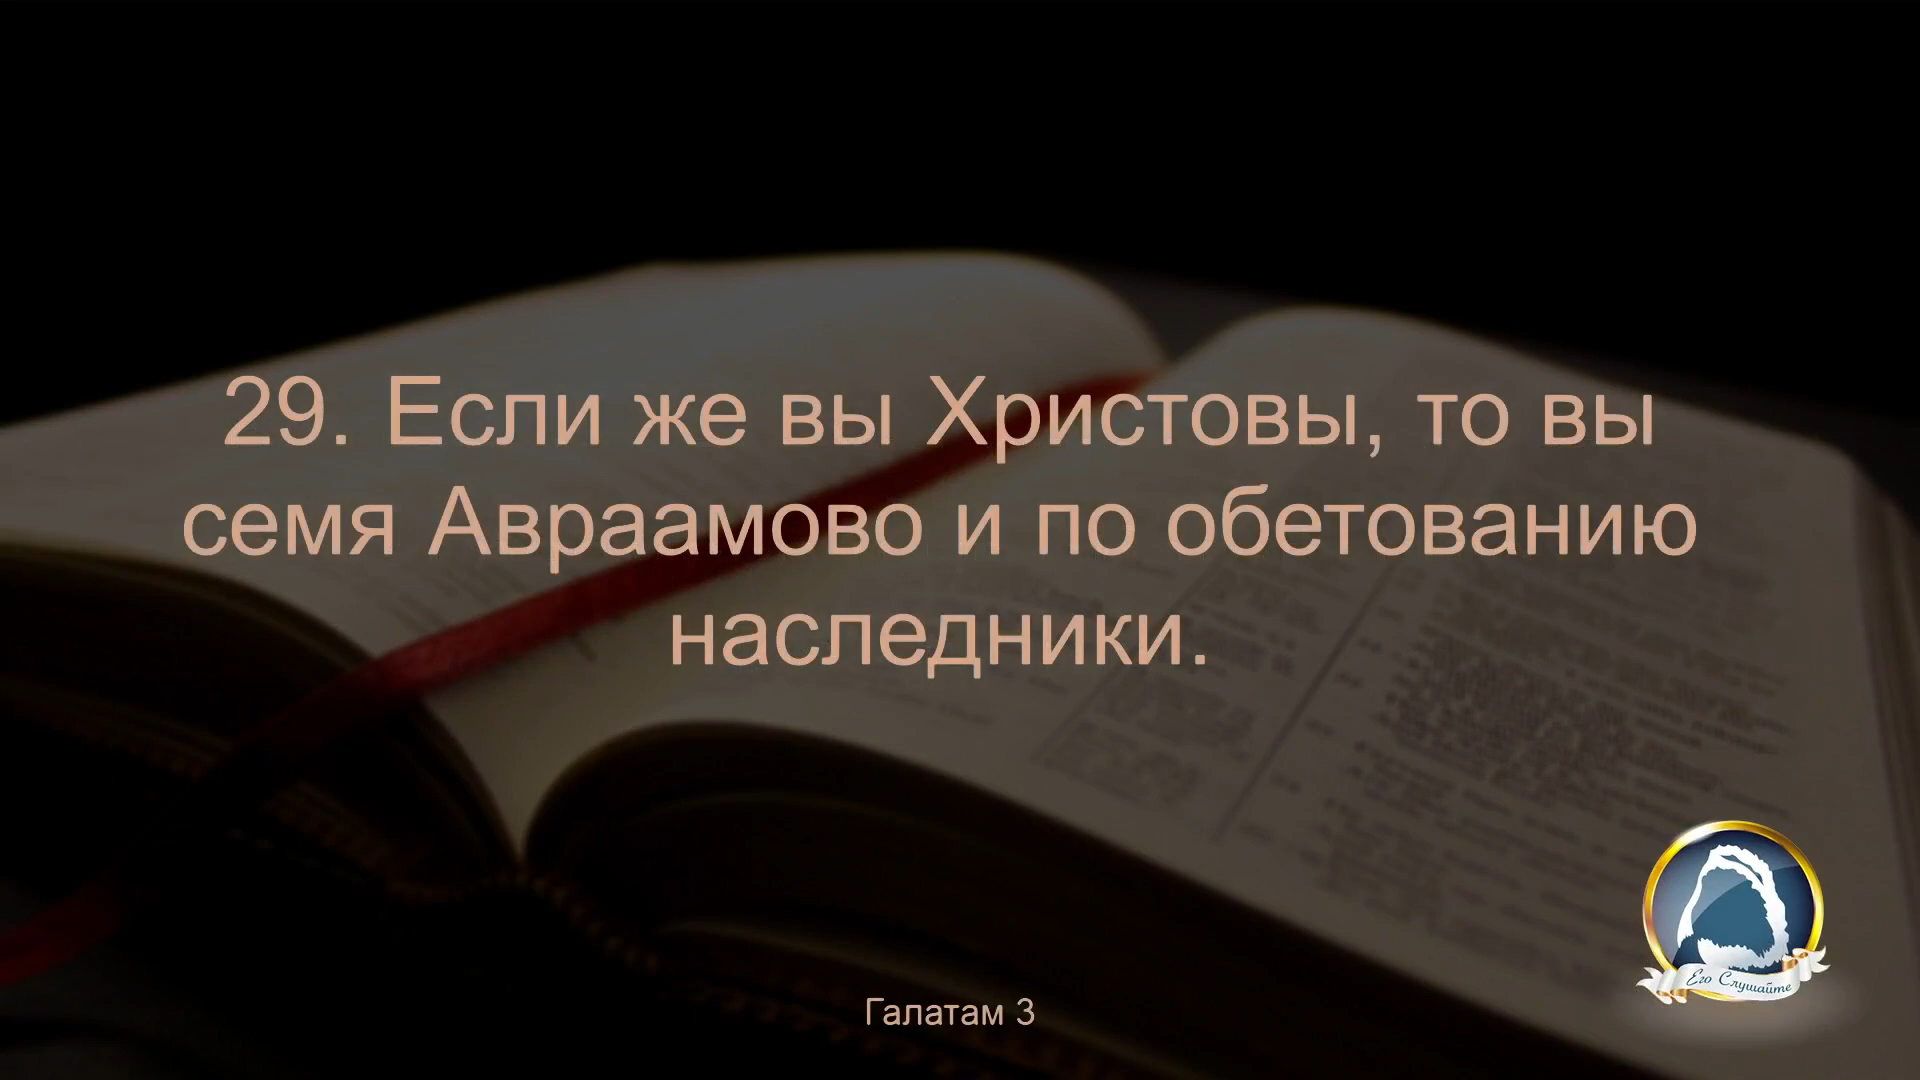 29. Если же вы Христовы, то вы
семя Авраамово и по обетованию
наследники.
Его Слушайте
Галатам 3